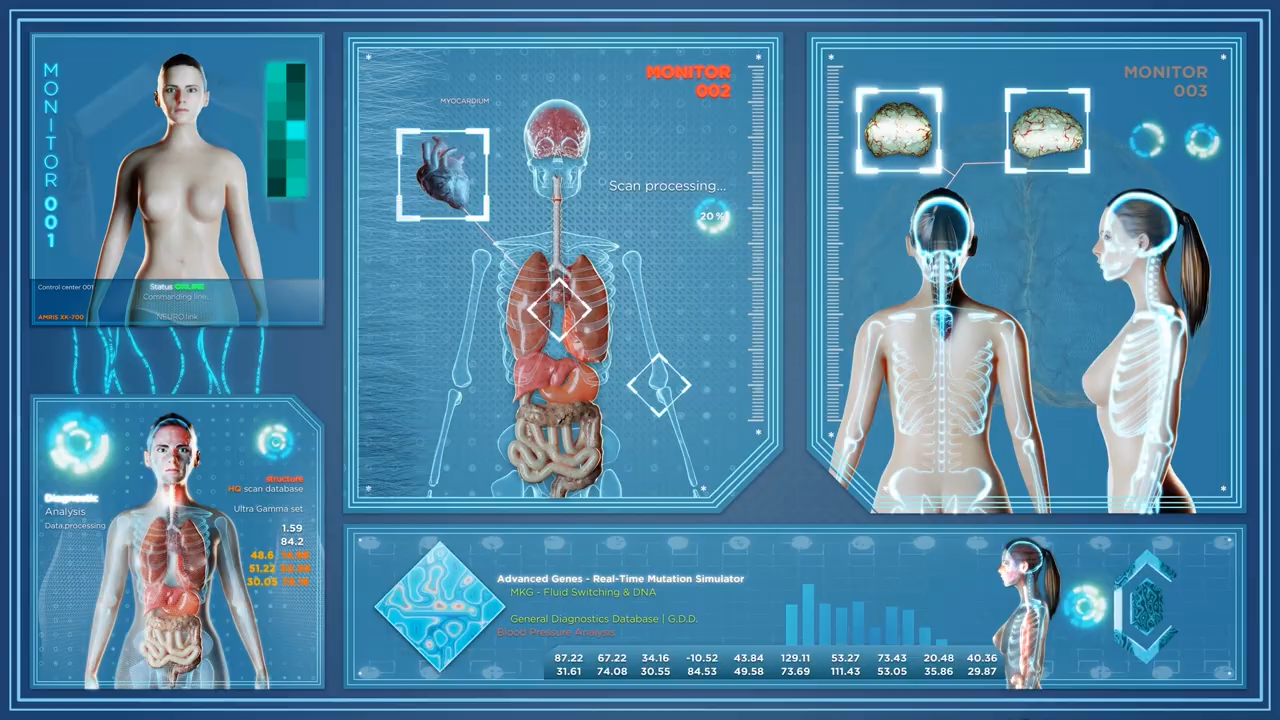 MONITOR 001
Control center 001
Status ONLINE
Commanding line..
NEURO.link
AMRIS XK-700
Diagnostic
Analysis
Data.processing
structure
HQ scan database
Ultra Gamma set
1.59
84.2
48.6
51.22
30.05
MONITOR
002
MYOCARDIUM
Scan processing...
20%
MONITOR
003
Advanced Genes - Real-Time Mutation Simulator
MKG - Fluid Switching & DNA
General Diagnostics Database | G.D.D.
Blood Pressure Analysis
87.22 67.22 34.16 -10.52 43.84 129.11 53.27 73.43 20.48 40.36
31.61 74.08 30.55 84.53 49.58 73.69 111.43 53.05 35.86 29.87